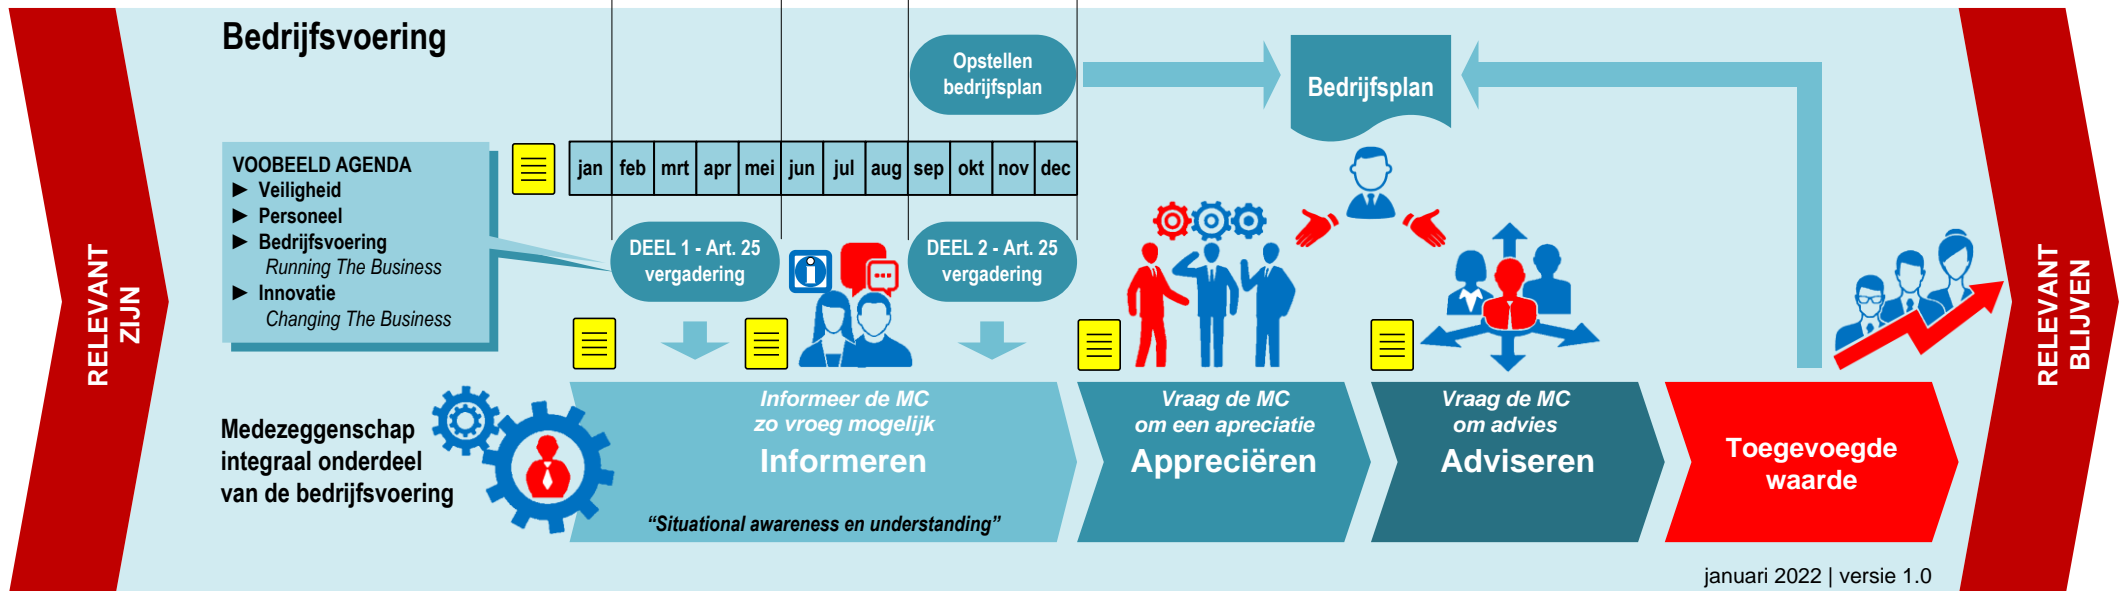 RELEVANT
ZIJN
Bedrijfsvoering
Opstellen
bedrijfsplan
Bedrijfsplan
VOOBEELD AGENDA
► Veiligheid
► Personeel
► Bedrijfsvoering
Running The Business
► Innovatie
Changing The Business
jan feb mrt apr mei jun jul aug sep okt nov dec
DEEL 1 - Art. 25
vergadering
DEEL 2 - Art. 25
vergadering
Medezeggenschap
integraal onderdeel
van de bedrijfsvoering
Informeer de MC
zo vroeg mogelijk
Informeren
“Situational awareness en understanding”
Vraag de MC
om een apreciatie
Appreciëren
Vraag de MC
om advies
Adviseren
Toegevoegde
waarde
RELEVANT
BLIJVEN
januari 2022 | versie 1.0